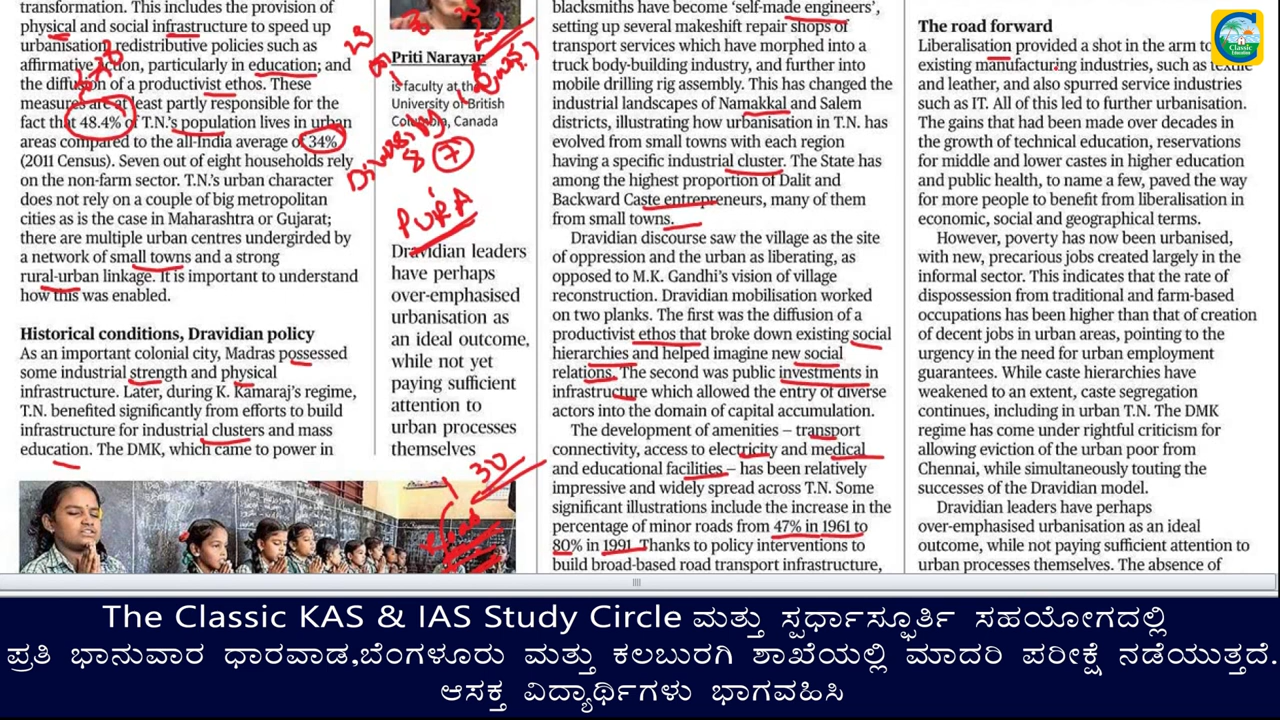 transformation. This includes the provision of
physical and social infrastructure to speed up
urbanisation, redistributive policies such as
affirmative action, particularly in education; and
the diffusion of a productivist ethos. These
measures are at least partly responsible for the
fact that 48.4% of T.N.'s population lives in urban
areas compared to the all-India average of 34%
(2011 Census). Seven out of eight households rely
on the non-farm sector. T.N.'s urban character
does not rely on a couple of big metropolitan
cities as is the case in Maharashtra or Gujarat;
there are multiple urban centres undergirded by
a network of small towns and a strong
rural-urban linkage. It is important to understand
how this was enabled.
Historical conditions, Dravidian policy
As an important colonial city, Madras possessed
some industrial strength and physical
infrastructure. Later, during K. Kamaraj's regime,
T.N. benefited significantly from efforts to build
infrastructure for industrial clusters and mass
education. The DMK, which came to power in
Priti Narayan
is faculty at the
University of British
Columbia, Canada
Diversity
8 7
PURA
Dravidian leaders
have perhaps
over-emphasised
urbanisation as
an ideal outcome,
while not yet
paying sufficient
attention to
urban processes
themselves
30
blacksmiths have become 'self-made engineers',
setting up several makeshift repair shops of
transport services which have morphed into a
truck body-building industry, and further into
mobile drilling rig assembly. This has changed the
industrial landscapes of Namakkal and Salem
districts, illustrating how urbanisation in T.N. has
evolved from small towns with each region
having a specific industrial cluster. The State has
among the highest proportion of Dalit and
Backward Caste entrepreneurs, many of them
from small towns.
Dravidian discourse saw the village as the site
of oppression and the urban as liberating, as
opposed to M.K. Gandhi's vision of village
reconstruction. Dravidian mobilisation worked
on two planks. The first was the diffusion of a
productivist ethos that broke down existing social
hierarchies and helped imagine new social
relations. The second was public investments in
infrastructure which allowed the entry of diverse
actors into the domain of capital accumulation.
The development of amenities – transport
connectivity, access to electricity and medical
and educational facilities – has been relatively
impressive and widely spread across T.N. Some
significant illustrations include the increase in the
percentage of minor roads from 47% in 1961 to
80% in 1991. Thanks to policy interventions to
build broad-based road transport infrastructure,
The road forward
Liberalisation provided a shot in the arm to
existing manufacturing industries, such as textile
and leather, and also spurred service industries
such as IT. All of this led to further urbanisation.
The gains that had been made over decades in
the growth of technical education, reservations
for middle and lower castes in higher education
and public health, to name a few, paved the way
for more people to benefit from liberalisation in
economic, social and geographical terms.
However, poverty has now been urbanised,
with new, precarious jobs created largely in the
informal sector. This indicates that the rate of
dispossession from traditional and farm-based
occupations has been higher than that of creation
of decent jobs in urban areas, pointing to the
urgency in the need for urban employment
guarantees. While caste hierarchies have
weakened to an extent, caste segregation
continues, including in urban T.N. The DMK
regime has come under rightful criticism for
allowing eviction of the urban poor from
Chennai, while simultaneously touting the
successes of the Dravidian model.
Dravidian leaders have perhaps
over-emphasised urbanisation as an ideal
outcome, while not paying sufficient attention to
urban processes themselves. The absence of
Classic
Education
The Classic KAS & IAS Study Circle ಮತ್ತು ಸ್ಪರ್ಧಾಸ್ಫೂರ್ತಿ ಸಹಯೋಗದಲ್ಲಿ
ಪ್ರತಿ ಭಾನುವಾರ ಧಾರವಾಡ,ಬೆಂಗಳೂರು ಮತ್ತು ಕಲಬುರಗಿ ಶಾಖೆಯಲ್ಲಿ ಮಾದರಿ ಪರೀಕ್ಷೆ ನಡೆಯುತ್ತದೆ.
ಆಸಕ್ತ ವಿದ್ಯಾರ್ಥಿಗಳು ಭಾಗವಹಿಸಿ